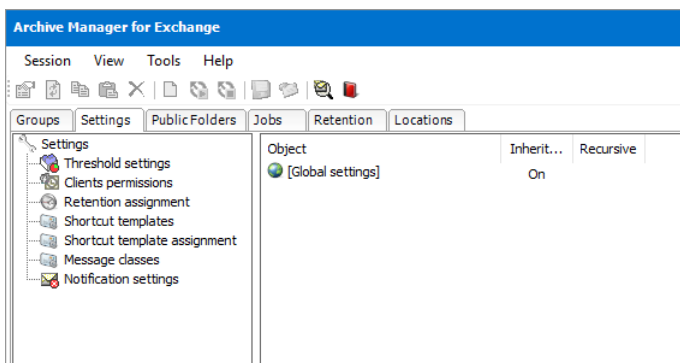 Archive Manager for Exchange
Session View Tools Help
Groups Settings Public Folders Jobs Retention Locations
Settings
Threshold settings
Clients permissions
Retention assignment
Shortcut templates
Shortcut template assignment
Message classes
Notification settings
Object Inherit... Recursive
[Global settings] On